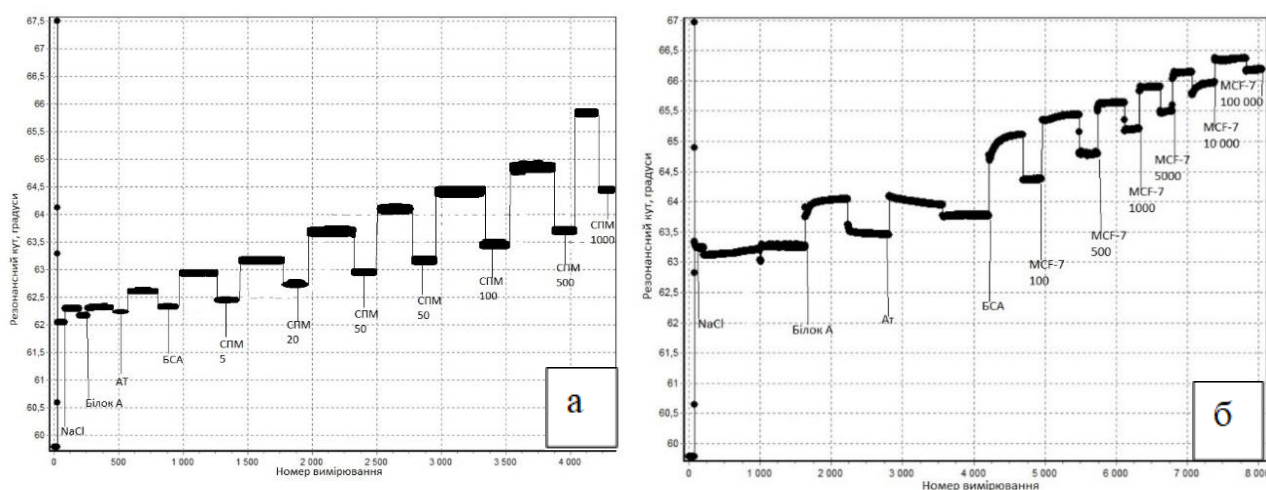 Резонансний кут, градуси
67,5
67
66,5
66
65,5
65
64,5
64
63,5
63
62,5
62
61,5
61
60,5
60
NaCl
Білок А
АТ
БСА
СПМ
5
СПМ
20
СПМ
50
СПМ
50
СПМ
100
СПМ
500
СПМ
1000
а
0
500
1 000
1 500
2 000
2 500
3 000
3 500
4 000
Номер вимірювання
Резонансний кут, градуси
67
66,5
66
65,5
65
64,5
64
63,5
63
62,5
62
61,5
61
60,5
60
NaCl
Білок А
Ат
БСА
MCF-7
100
MCF-7
500
MCF-7
1000
MCF-7
5000
MCF-7
10 000
MCF-7
100 000
б
0
1 000
2 000
3 000
4 000
5 000
6 000
7 000
8 000
Номер вимірювання